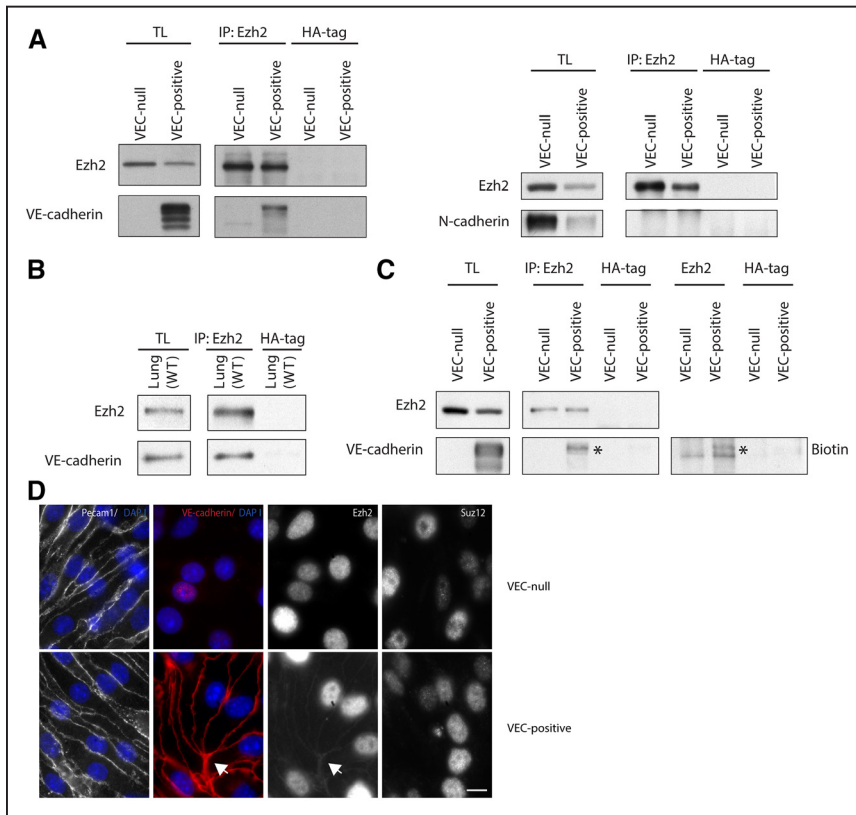 A
TL
IP: Ezh2
HA-tag
VEC-null
VEC-positive
VEC-null
VEC-positive
VEC-null
VEC-positive
Ezh2
VE-cadherin
TL
IP: Ezh2
HA-tag
VEC-null
VEC-positive
VEC-null
VEC-positive
VEC-null
VEC-positive
Ezh2
N-cadherin
B
TL
IP: Ezh2
HA-tag
Lung (WT)
Lung (WT)
Lung (WT)
Ezh2
VE-cadherin
C
TL
IP: Ezh2
HA-tag
Ezh2
HA-tag
VEC-null
VEC-positive
VEC-null
VEC-positive
VEC-null
VEC-positive
VEC-null
VEC-positive
VEC-null
VEC-positive
Ezh2
VE-cadherin
*
*
Biotin
D
Pecam1/ DAPI
VE-cadherin/ DAPI
Ezh2
Suz12
VEC-null
VEC-positive